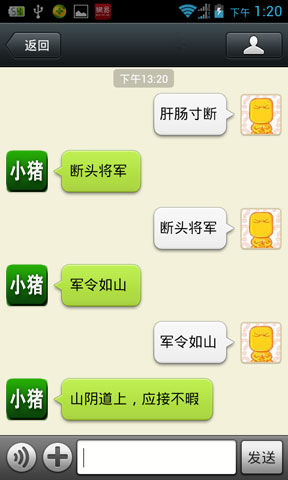 下午 1:20
返回
下午13:20
肝肠寸断
小猪
断头将军
断头将军
小猪
军令如山
军令如山
小猪
山阴道上，应接不暇
发送